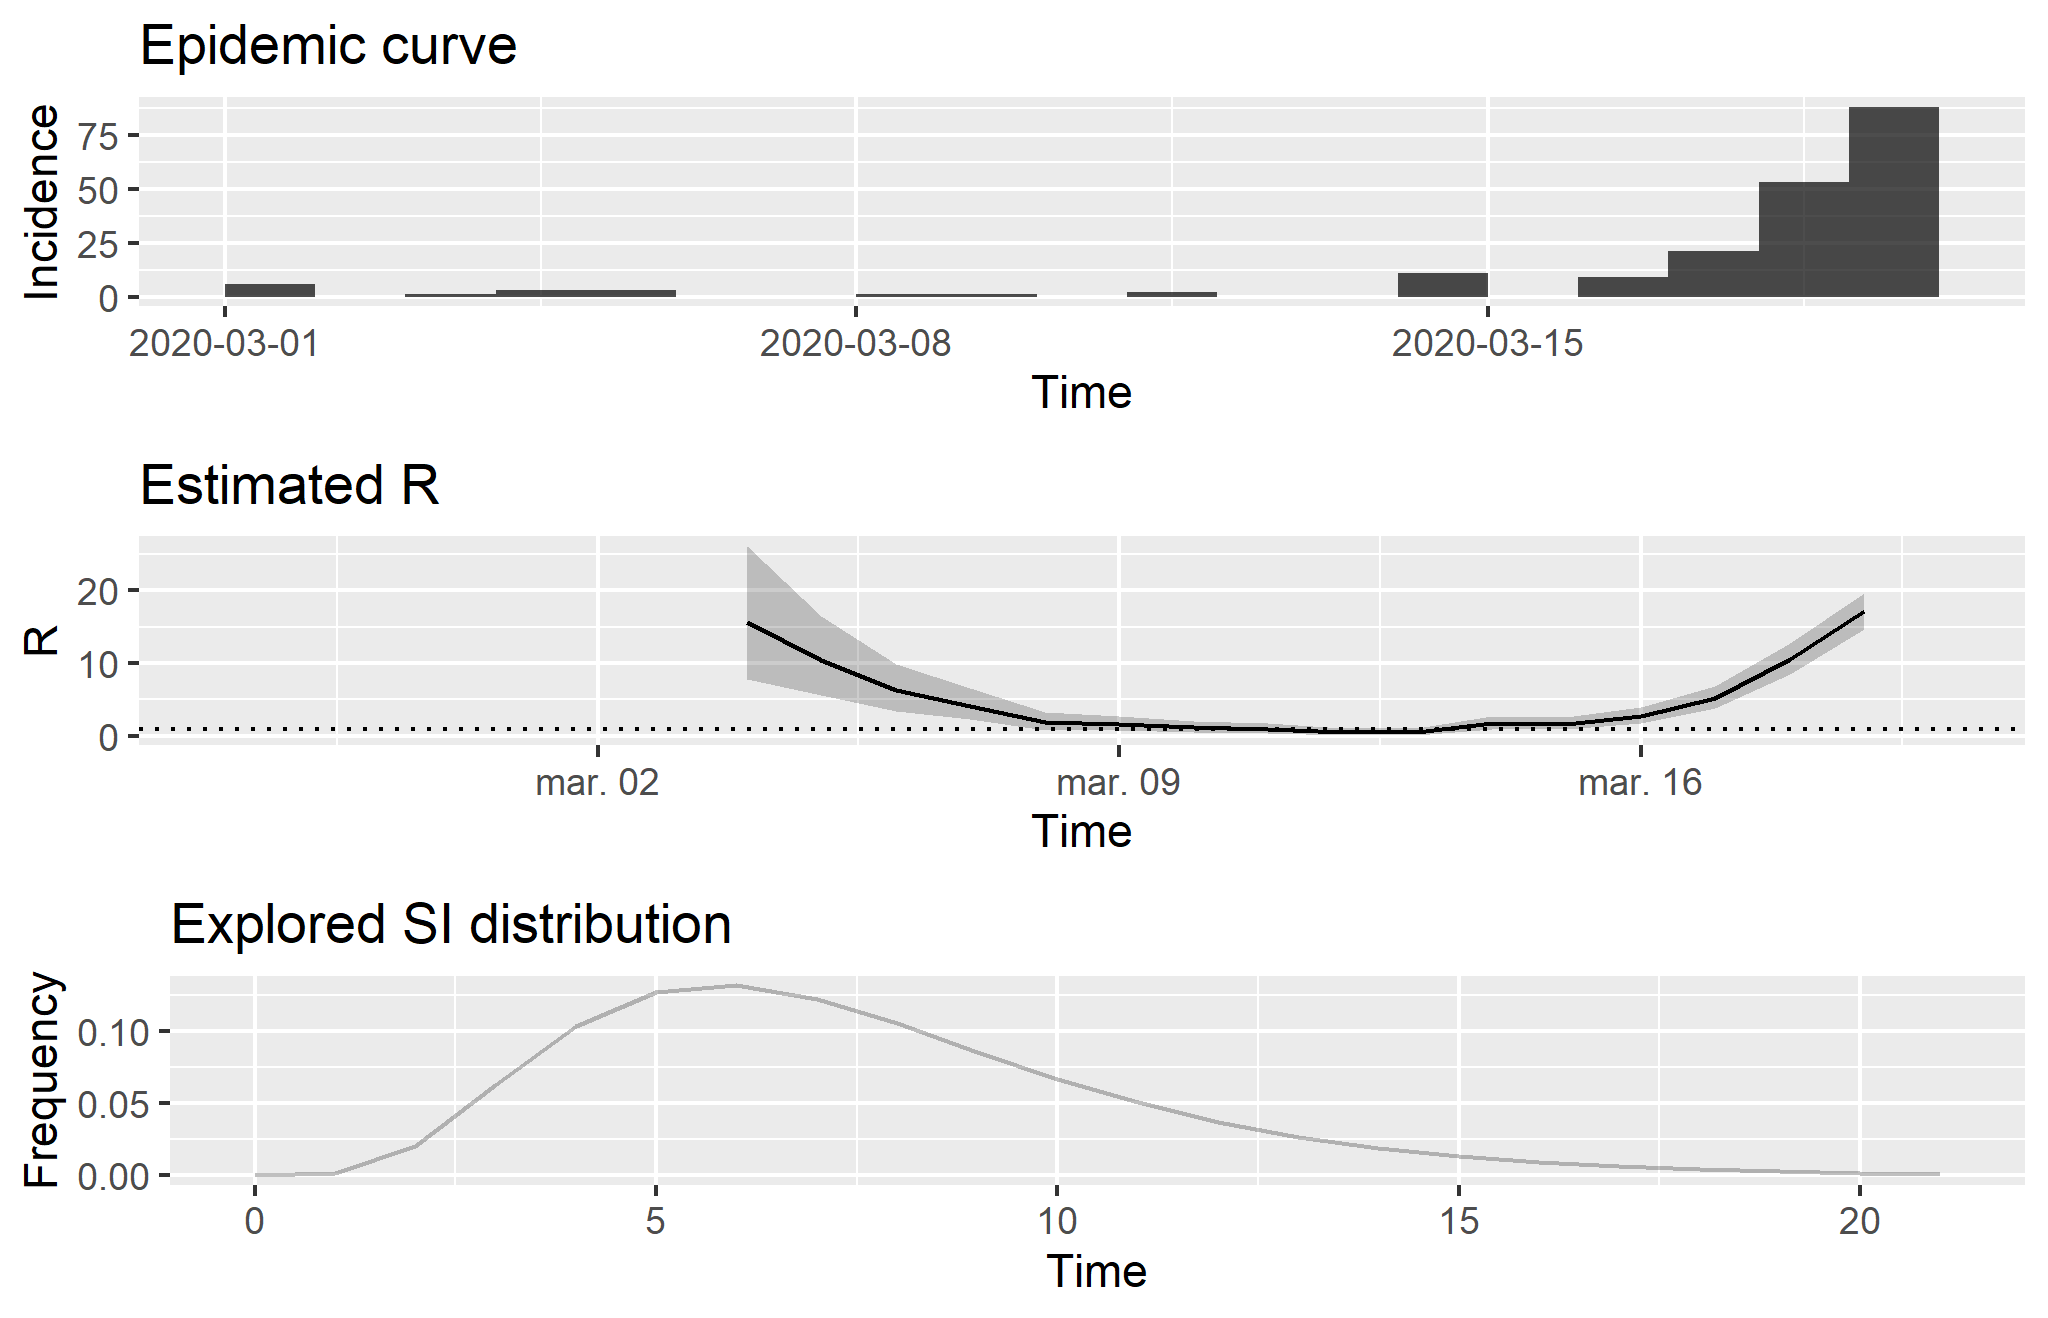 Epidemic curve
Incidence
75
50
25
0
2020-03-01
2020-03-08
2020-03-15
Time
Estimated R
R
20
10
0
mar. 02
mar. 09
mar. 16
Time
Explored SI distribution
Frequency
0.10
0.05
0.00
0
5
10
15
20
Time